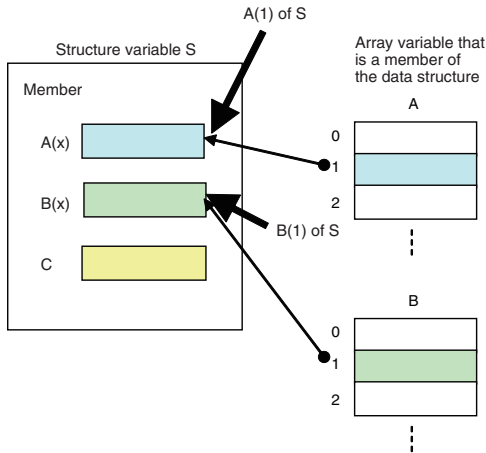 A(1) of S
Structure variable S
Member
A(x)
B(x)
C
B(1) of S
Array variable that
is a member of
the data structure
A
0
1
2
B
0
1
2